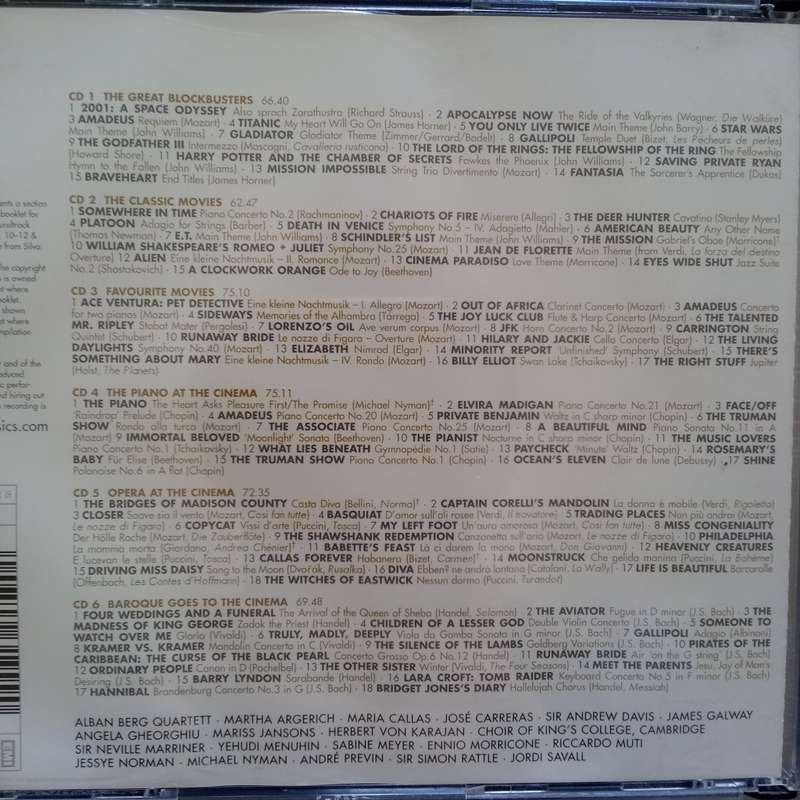 CD 1 THE GREAT BLOCKBUSTERS 66.40
1 2001: A SPACE ODYSSEY Also sprach Zarathustra (Richard Strauss) · 2 APOCALYPSE NOW The Ride of the Valkyries (Wagner, Die Walküre)
3 AMADEUS Requiem (Mozart) · 4 TITANIC My Heart Will Go On (James Horner) · 5 YOU ONLY LIVE TWICE Main Theme (John Barry) · 6 STAR WARS
Main Theme (John Williams) · 7 GLADIATOR Gladiator Theme (Zimmer/Gerrard/Badelt) · 8 GALLIPOLI Temple Duet (Bizet, Les Pêcheurs de perles)
9 THE GODFATHER III Intermezzo (Mascagni, Cavalleria rusticana) · 10 THE LORD OF THE RINGS: THE FELLOWSHIP OF THE RING The Fellowship
(Howard Shore) · 11 HARRY POTTER AND THE CHAMBER OF SECRETS Fawkes the Phoenix (John Williams) · 12 SAVING PRIVATE RYAN
Hymn to the Fallen (John Williams) · 13 MISSION IMPOSSIBLE String Trio Divertimento (Mozart) · 14 FANTASIA The Sorcerer's Apprentice (Dukas)
15 BRAVEHEART End Titles (James Horner)
CD 2 THE CLASSIC MOVIES 62.47
1 SOMEWHERE IN TIME Piano Concerto No.2 (Rachmaninov) · 2 CHARIOTS OF FIRE Miserere (Allegri) · 3 THE DEER HUNTER Cavatina (Stanley Myers)
4 PLATOON Adagio for Strings (Barber) · 5 DEATH IN VENICE Symphony No.5 – IV. Adagietto (Mahler) · 6 AMERICAN BEAUTY Any Other Name
(Thomas Newman) · 7 E.T. Main Theme (John Williams) · 8 SCHINDLER'S LIST Main Theme (John Williams) · 9 THE MISSION Gabriel's Oboe (Morricone)†
10 WILLIAM SHAKESPEARE'S ROMEO + JULIET Symphony No.25 (Mozart) · 11 JEAN DE FLORETTE Main Theme (from Verdi, La forza del destino
Overture) · 12 ALIEN Eine kleine Nachtmusik – II. Romance (Mozart) · 13 CINEMA PARADISO Love Theme (Morricone) · 14 EYES WIDE SHUT Jazz Suite
No.2 (Shostakovich) · 15 A CLOCKWORK ORANGE Ode to Joy (Beethoven)
CD 3 FAVOURITE MOVIES 75.10
1 ACE VENTURA: PET DETECTIVE Eine kleine Nachtmusik – I. Allegro (Mozart) · 2 OUT OF AFRICA Clarinet Concerto (Mozart) · 3 AMADEUS Concerto
for two pianos (Mozart) · 4 SIDEWAYS Memories of the Alhambra (Tárrega) · 5 THE JOY LUCK CLUB Flute & Harp Concerto (Mozart) · 6 THE TALENTED
MR. RIPLEY Stabat Mater (Pergolesi) · 7 LORENZO'S OIL Ave verum corpus (Mozart) · 8 JFK Horn Concerto No.2 (Mozart) · 9 CARRINGTON String
Quintet (Schubert) · 10 RUNAWAY BRIDE Le nozze di Figaro – Overture (Mozart) · 11 HILARY AND JACKIE Cello Concerto (Elgar) · 12 THE LIVING
DAYLIGHTS Symphony No.40 (Mozart) · 13 ELIZABETH Nimrod (Elgar) · 14 MINORITY REPORT 'Unfinished' Symphony (Schubert) · 15 THERE'S
SOMETHING ABOUT MARY Eine kleine Nachtmusik – IV. Rondo (Mozart) · 16 BILLY ELLIOT Swan Lake (Tchaikovsky) · 17 THE RIGHT STUFF Jupiter
(Holst, The Planets)
CD 4 THE PIANO AT THE CINEMA 75.11
1 THE PIANO The Heart Asks Pleasure First/The Promise (Michael Nyman)‡ · 2 ELVIRA MADIGAN Piano Concerto No.21 (Mozart) · 3 FACE/OFF
'Raindrop' Prelude (Chopin) · 4 AMADEUS Piano Concerto No.20 (Mozart) · 5 PRIVATE BENJAMIN Waltz in C sharp minor (Chopin) · 6 THE TRUMAN
SHOW Rondo alla turca (Mozart) · 7 THE ASSOCIATE Piano Concerto No.25 (Mozart) · 8 A BEAUTIFUL MIND Piano Sonata No.11 in A
(Mozart) · 9 IMMORTAL BELOVED 'Moonlight' Sonata (Beethoven) · 10 THE PIANIST Nocturne in C sharp minor (Chopin) · 11 THE MUSIC LOVERS
Piano Concerto No.1 (Tchaikovsky) · 12 WHAT LIES BENEATH Gymnopédie No.1 (Satie) · 13 PAYCHECK 'Minute' Waltz (Chopin) · 14 ROSEMARY'S
BABY Für Elise (Beethoven) · 15 THE TRUMAN SHOW Piano Concerto No.1 (Chopin) · 16 OCEAN'S ELEVEN Clair de lune (Debussy) · 17 SHINE
Polonaise No.6 in A flat (Chopin)
CD 5 OPERA AT THE CINEMA 72.35
1 THE BRIDGES OF MADISON COUNTY Casta Diva (Bellini, Norma)† · 2 CAPTAIN CORELLI'S MANDOLIN La donna è mobile (Verdi, Rigoletto)
3 CLOSER Soave sia il vento (Mozart, Così fan tutte) · 4 BASQUIAT D'amor sull'ali rosee (Verdi, Il trovatore) · 5 TRADING PLACES Non più andrai (Mozart,
Le nozze di Figaro) · 6 COPYCAT Vissi d'arte (Puccini, Tosca) · 7 MY LEFT FOOT Un'aura amorosa (Mozart, Così fan tutte) · 8 MISS CONGENIALITY
Der Hölle Rache (Mozart, Die Zauberflöte) · 9 THE SHAWSHANK REDEMPTION Canzonetta sull'aria (Mozart, Le nozze di Figaro) · 10 PHILADELPHIA
La mamma morta (Giordano, Andrea Chénier)† · 11 BABETTE'S FEAST Là ci darem la mano (Mozart, Don Giovanni) · 12 HEAVENLY CREATURES
E lucevan le stelle (Puccini, Tosca) · 13 CALLAS FOREVER Habanera (Bizet, Carmen)† · 14 MOONSTRUCK Che gelida manina (Puccini, La Bohème)
15 DRIVING MISS DAISY Song to the Moon (Dvořák, Rusalka) · 16 DIVA Ebben? ne andrò lontana (Catalani, La Wally) · 17 LIFE IS BEAUTIFUL Barcarolle
(Offenbach, Les Contes d'Hoffmann) · 18 THE WITCHES OF EASTWICK Nessun dorma (Puccini, Turandot)
CD 6 BAROQUE GOES TO THE CINEMA 69.48
1 FOUR WEDDINGS AND A FUNERAL The Arrival of the Queen of Sheba (Handel, Solomon) · 2 THE AVIATOR Fugue in D minor (J.S. Bach) · 3 THE
MADNESS OF KING GEORGE Zadok the Priest (Handel) · 4 CHILDREN OF A LESSER GOD Double Violin Concerto (J.S. Bach) · 5 SOMEONE TO
WATCH OVER ME Gloria (Vivaldi) · 6 TRULY, MADLY, DEEPLY Viola da Gamba Sonata in G minor (J.S. Bach) · 7 GALLIPOLI Adagio (Albinoni)
8 KRAMER VS. KRAMER Mandolin Concerto in C (Vivaldi) · 9 THE SILENCE OF THE LAMBS Goldberg Variations (J.S. Bach) · 10 PIRATES OF THE
CARIBBEAN: THE CURSE OF THE BLACK PEARL Concerto Grosso Op.6 No.12 (Handel) · 11 RUNAWAY BRIDE Air 'on the G string' (J.S. Bach)
12 ORDINARY PEOPLE Canon in D (Pachelbel) · 13 THE OTHER SISTER Winter (Vivaldi, The Four Seasons) · 14 MEET THE PARENTS Jesu, Joy of Man's
Desiring (J.S. Bach) · 15 BARRY LYNDON Sarabande (Handel) · 16 LARA CROFT: TOMB RAIDER Keyboard Concerto No.5 in F minor (J.S. Bach)
17 HANNIBAL Brandenburg Concerto No.3 in G (J.S. Bach) · 18 BRIDGET JONES'S DIARY Hallelujah Chorus (Handel, Messiah)
ALBAN BERG QUARTETT · MARTHA ARGERICH · MARIA CALLAS · JOSÉ CARRERAS · SIR ANDREW DAVIS · JAMES GALWAY
ANGELA GHEORGHIU · MARISS JANSONS · HERBERT VON KARAJAN · CHOIR OF KING'S COLLEGE, CAMBRIDGE
SIR NEVILLE MARRINER · YEHUDI MENUHIN · SABINE MEYER · ENNIO MORRICONE · RICCARDO MUTI
JESSYE NORMAN · MICHAEL NYMAN · ANDRÉ PREVIN · SIR SIMON RATTLE · JORDI SAVALL
ents a section
booklet for
oundtrack
, 10–12 &
from Silva
e copyright
s is owned
pt where
ooklet.
shown
pt where
mpilation
r and of the
oduced
c perfor-
nd hiring out
recording is
sics.com
EMI